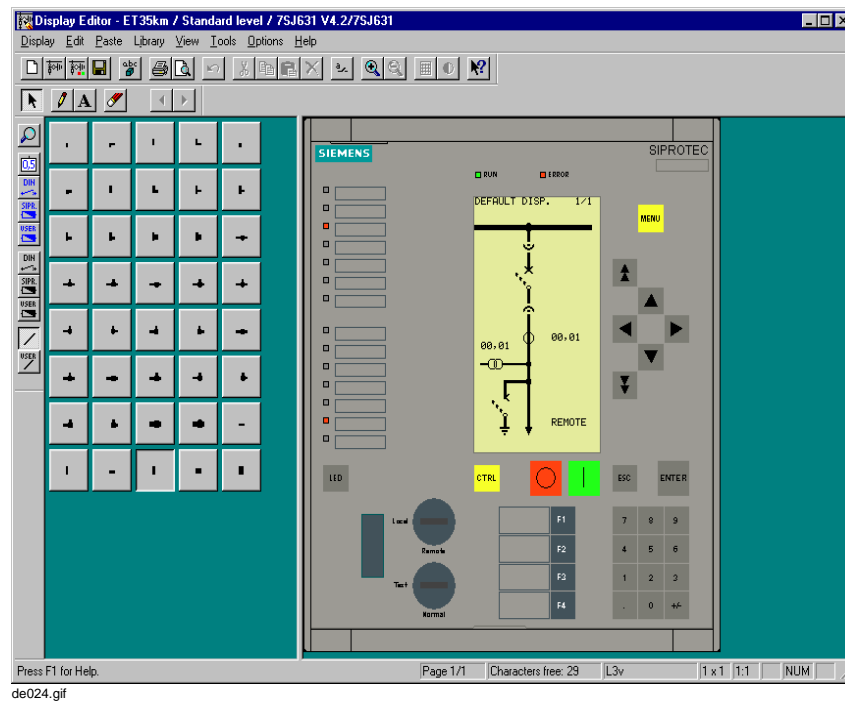 Display Editor - ET35km / Standard level / 7SJ631 V4.2/7SJ631
Display Edit Paste Library View Tools Options Help
abc
A
0,5
DIN
SIPR.
USER
DIN
SIPR.
USER
USER
SIEMENS
SIPROTEC
RUN ERROR
DEFAULT DISP. 1/1
MENU
00,01
00,01
REMOTE
LED
CTRL
ESC
ENTER
Local
Remote
Test
Normal
F1
F2
F3
F4
7 8 9
4 5 6
1 2 3
. 0 +/-
Press F1 for Help.
Page 1/1
Characters free: 29
L3v
1 x 1
1:1
NUM
de024.gif